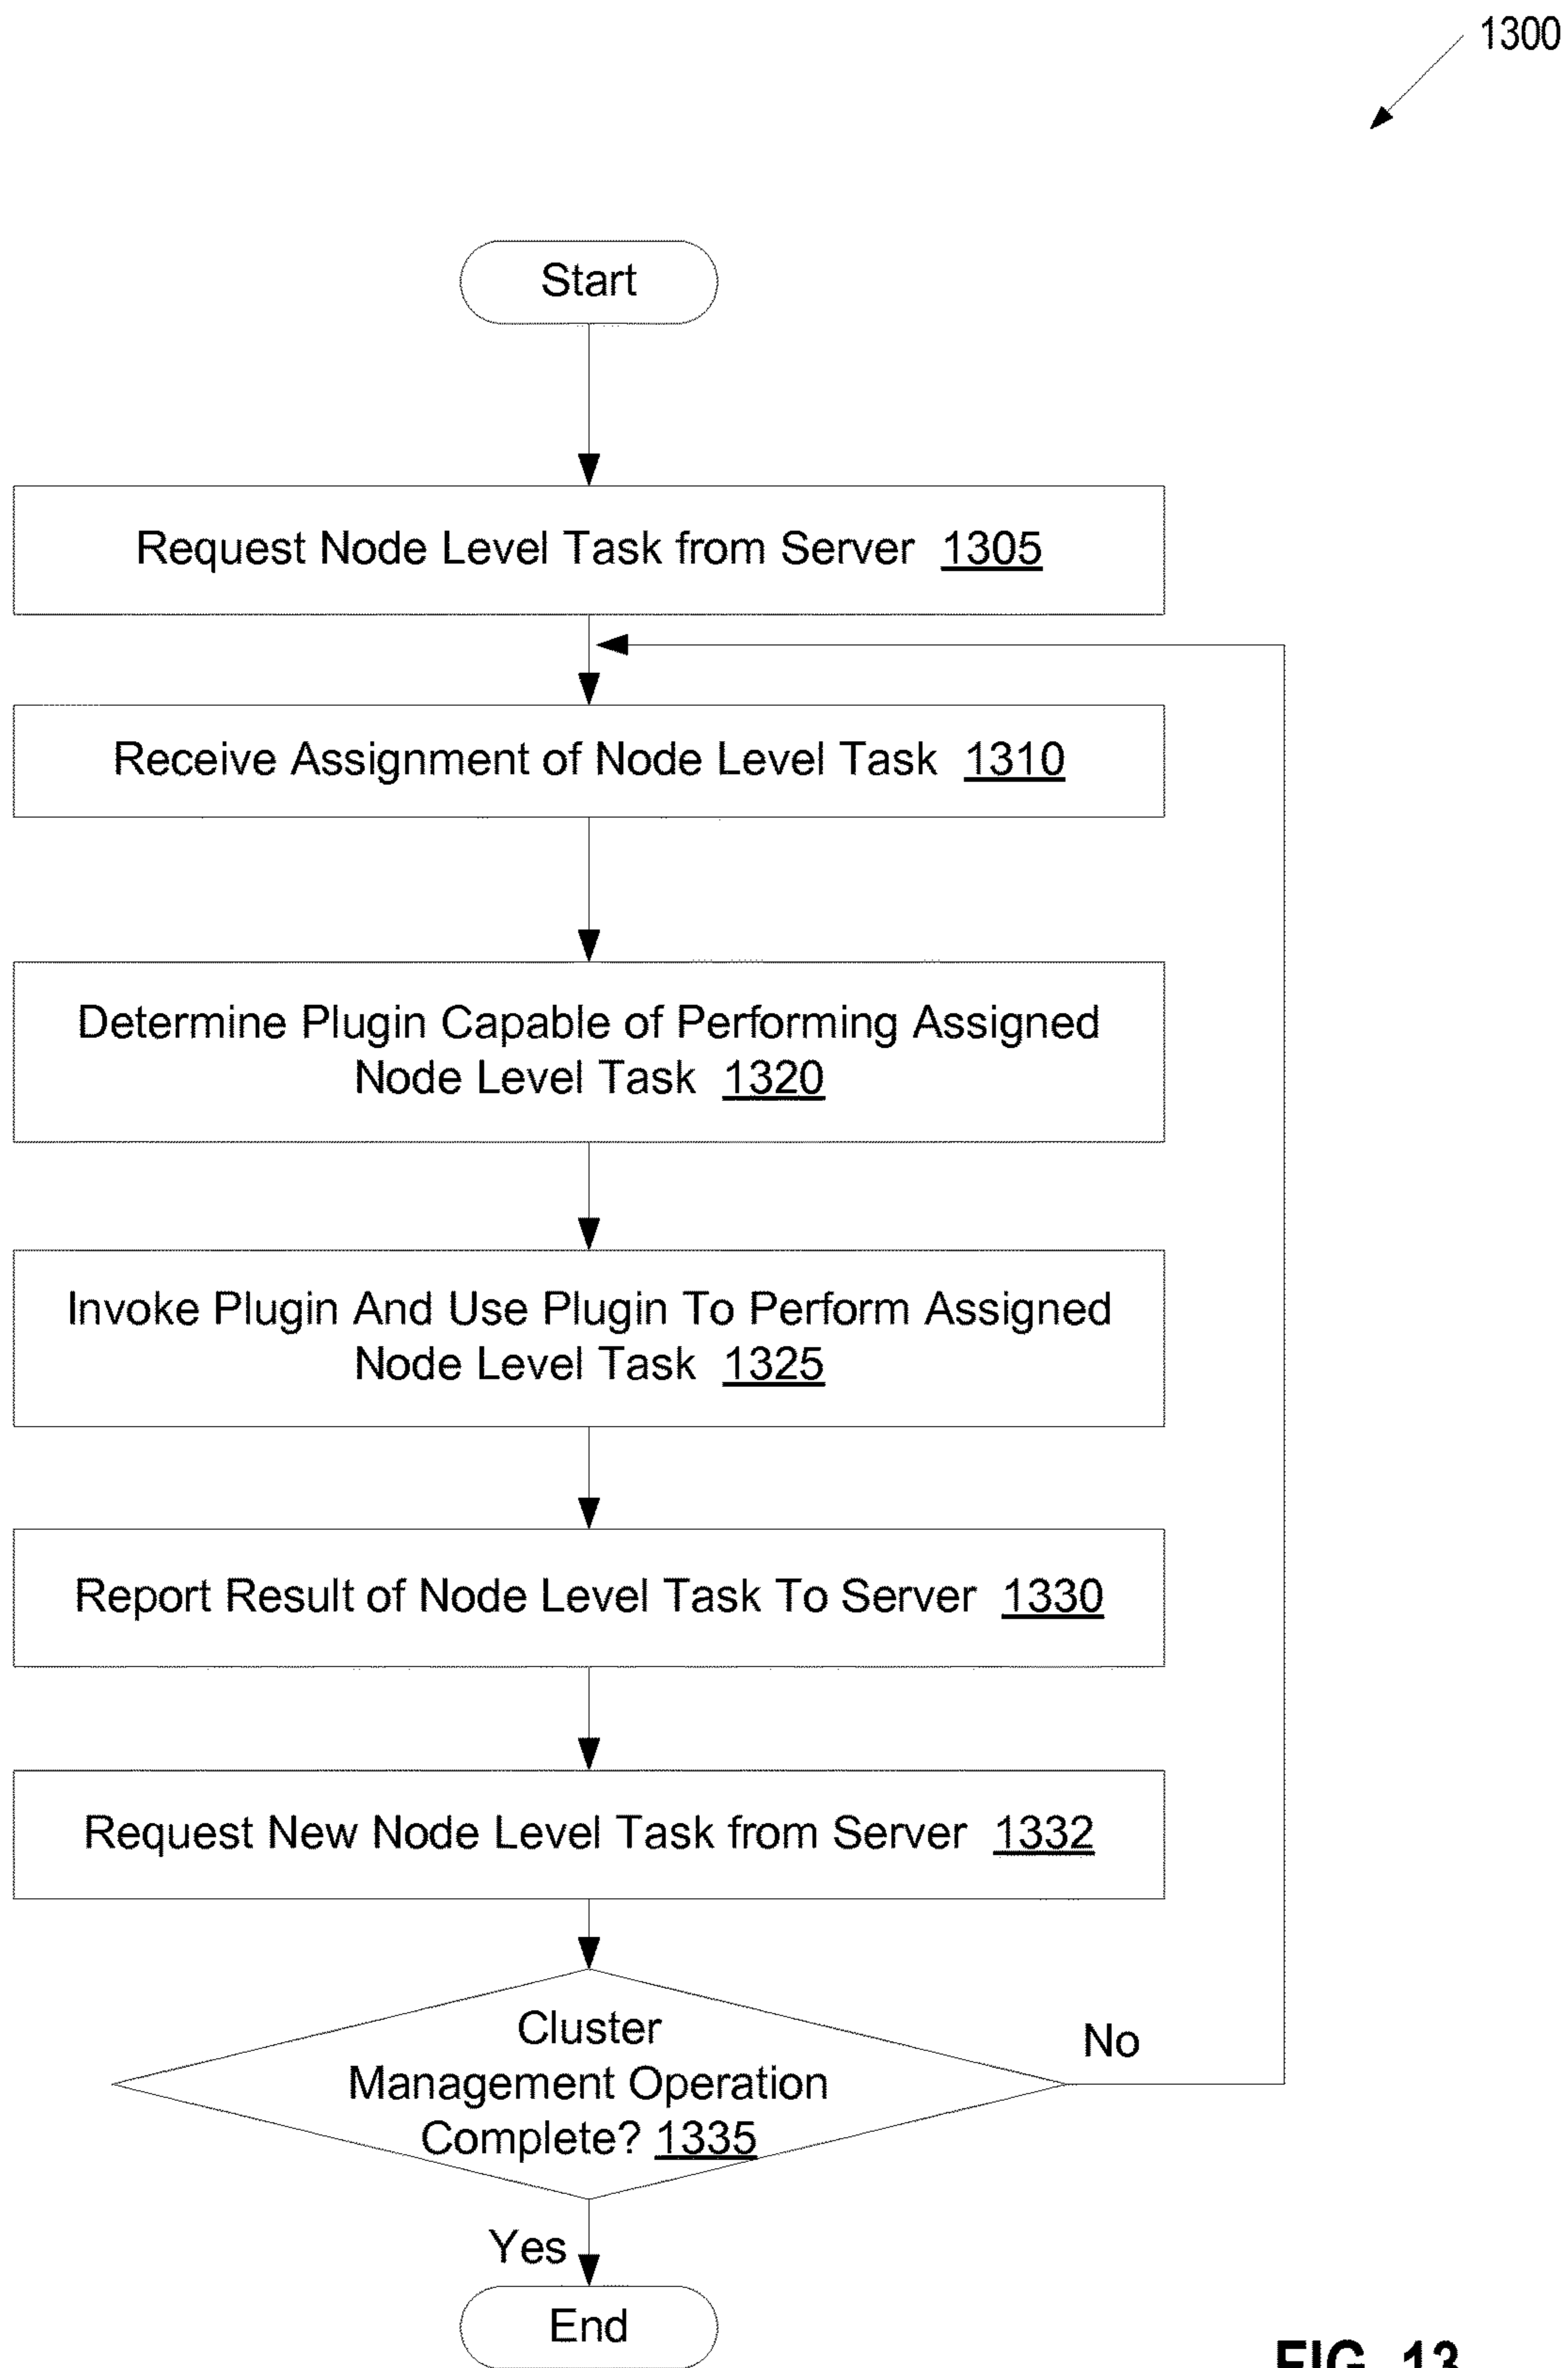 1300
Start
Request Node Level Task from Server 1305
Receive Assignment of Node Level Task 1310
Determine Plugin Capable of Performing Assigned
Node Level Task 1320
Invoke Plugin And Use Plugin To Perform Assigned
Node Level Task 1325
Report Result of Node Level Task To Server 1330
Request New Node Level Task from Server 1332
Cluster
Management Operation
Complete? 1335
No
Yes
End
FIG. 13